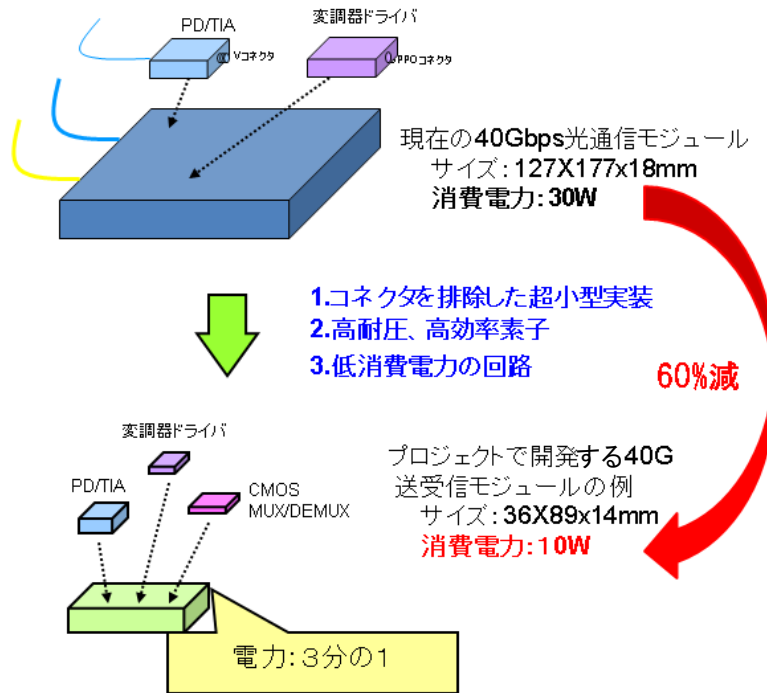 PD/TIA
変調器ドライバ
Vコネクタ
PPOコネクタ
現在の40Gbps光通信モジュール
サイズ：127X177x18mm
消費電力：30W
1.コネクタを排除した超小型実装
2.高耐圧、高効率素子
3.低消費電力の回路
60%減
変調器ドライバ
PD/TIA
CMOS
MUX/DEMUX
プロジェクトで開発する40G
送受信モジュールの例
サイズ：36X89x14mm
消費電力：10W
電力：３分の１